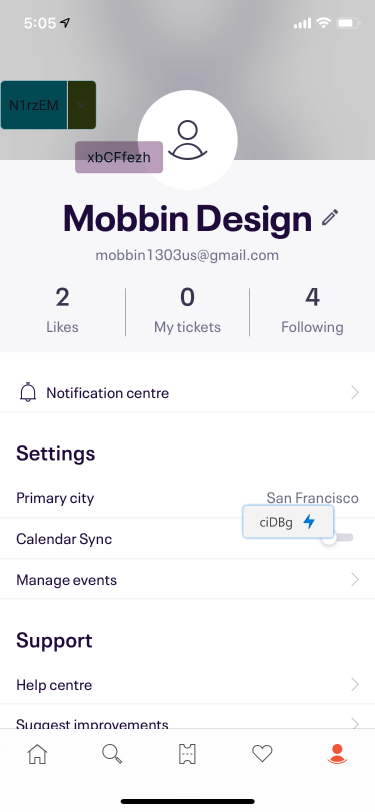 5:05
N1rzEM
xbCFfezh
Mobbin Design
mobbin1303us@gmail.com
2 0 4
Likes My tickets Following
Notification centre
Settings
Primary city San Francisco
ciDBg
Calendar Sync
Manage events
Support
Help centre
Suggest improvements